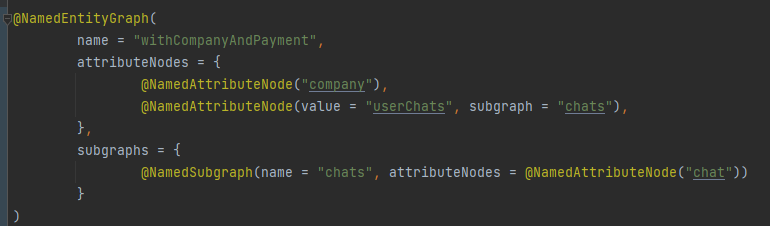 @NamedEntityGraph(
        name = "withCompanyAndPayment",
        attributeNodes = {
                @NamedAttributeNode("company"),
                @NamedAttributeNode(value = "userChats", subgraph = "chats"),
        },
        subgraphs = {
                @NamedSubgraph(name = "chats", attributeNodes = @NamedAttributeNode("chat"))
        }
)